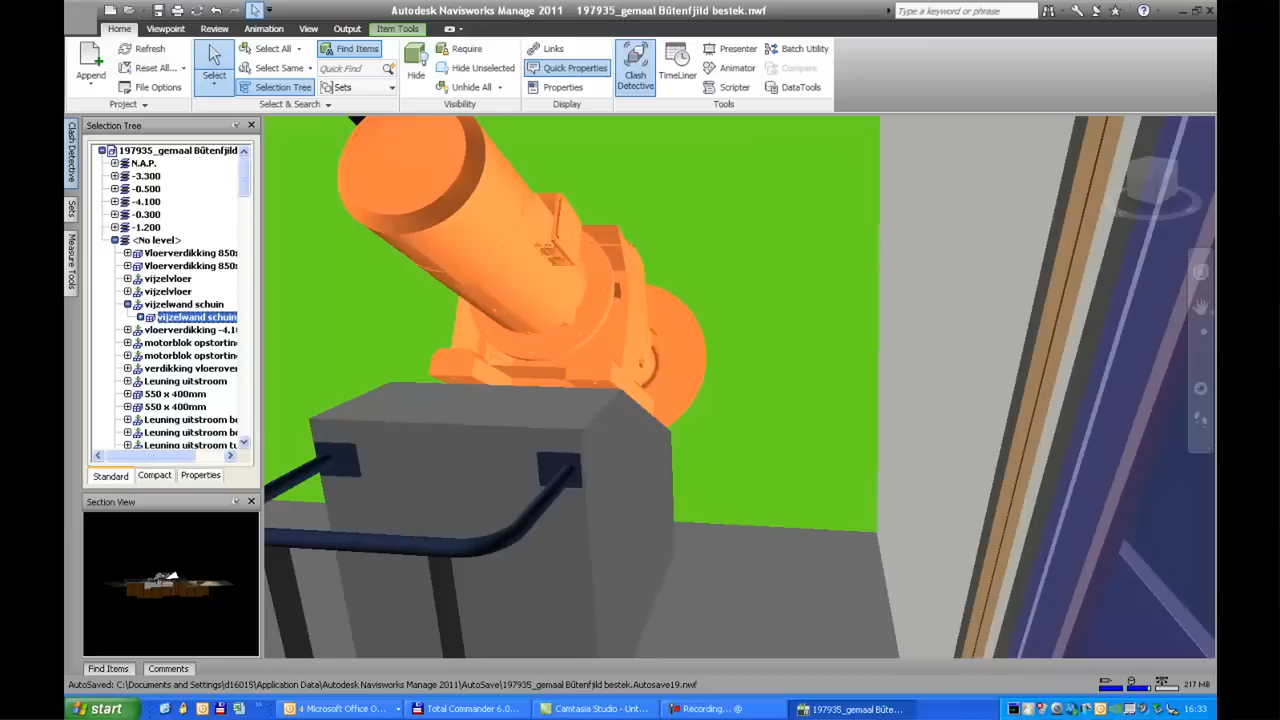 Autodesk Navisworks Manage 2011 197935_gemaal Bûtenfjild bestek.nwf
Type a keyword or phrase
Home Viewpoint Review Animation View Output Item Tools
Append
Refresh
Reset All...
File Options
Project
Select
Select All
Select Same
Selection Tree
Find Items
Quick Find
Sets
Select & Search
Hide
Require
Hide Unselected
Unhide All
Visibility
Links
Quick Properties
Properties
Display
Clash Detective
TimeLiner
Presenter
Animator
Scripter
Batch Utility
Compare
DataTools
Tools
Clash Detective
Sets
Measure Tools
Selection Tree
197935_gemaal Bûtenfjild
N.A.P.
-3.300
-0.500
-4.100
-0.300
-1.200
<No level>
Vloerverdikking 850
Vloerverdikking 850
vijzelvloer
vijzelvloer
vijzelwand schuin
vijzelwand schuin
vloerverdikking -4.1
motorblok opstortin
motorblok opstortin
verdikking vloerove
Leuning uitstroom
550 x 400mm
550 x 400mm
Leuning uitstroom b
Leuning uitstroom b
Leuning uitstroom t
Standard Compact Properties
Section View
Find Items Comments
AutoSaved: C:\Documents and Settings\d16015\Application Data\Autodesk Navisworks Manage 2011\AutoSave\197935_gemaal Bûtenfjild bestek.Autosave19.nwf
217 MB
start
4 Microsoft Office O...
Total Commander 6.0...
Camtasia Studio - Unt...
Recording... @
197935_gemaal Bûte...
16:33